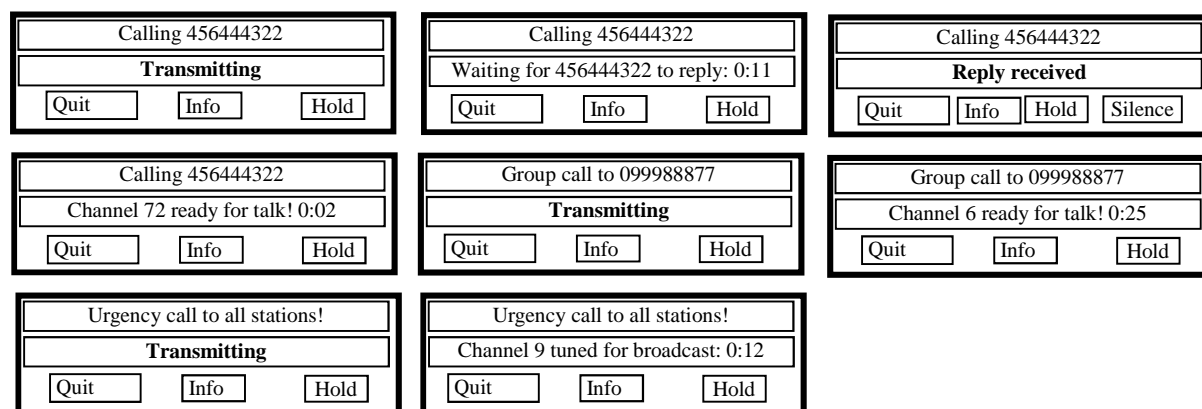 Calling 456444322
Transmitting
Quit Info Hold
Calling 456444322
Waiting for 456444322 to reply: 0:11
Quit Info Hold
Calling 456444322
Reply received
Quit Info Hold Silence
Calling 456444322
Channel 72 ready for talk! 0:02
Quit Info Hold
Group call to 099988877
Transmitting
Quit Info Hold
Group call to 099988877
Channel 6 ready for talk! 0:25
Quit Info Hold
Urgency call to all stations!
Transmitting
Quit Info Hold
Urgency call to all stations!
Channel 9 tuned for broadcast: 0:12
Quit Info Hold